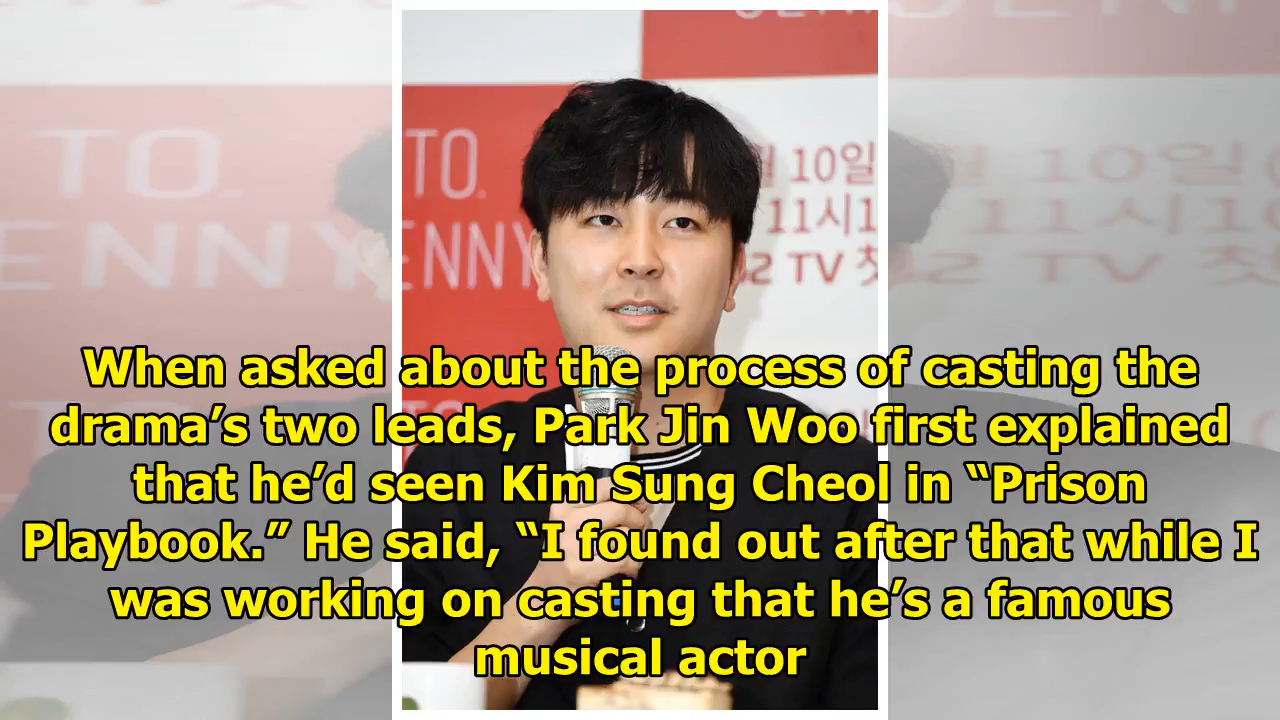 TO.
ENNY
10일
11시1
TV 첫
When asked about the process of casting the
drama’s two leads, Park Jin Woo first explained
that he’d seen Kim Sung Cheol in “Prison
Playbook.” He said, “I found out after that while I
was working on casting that he’s a famous
musical actor